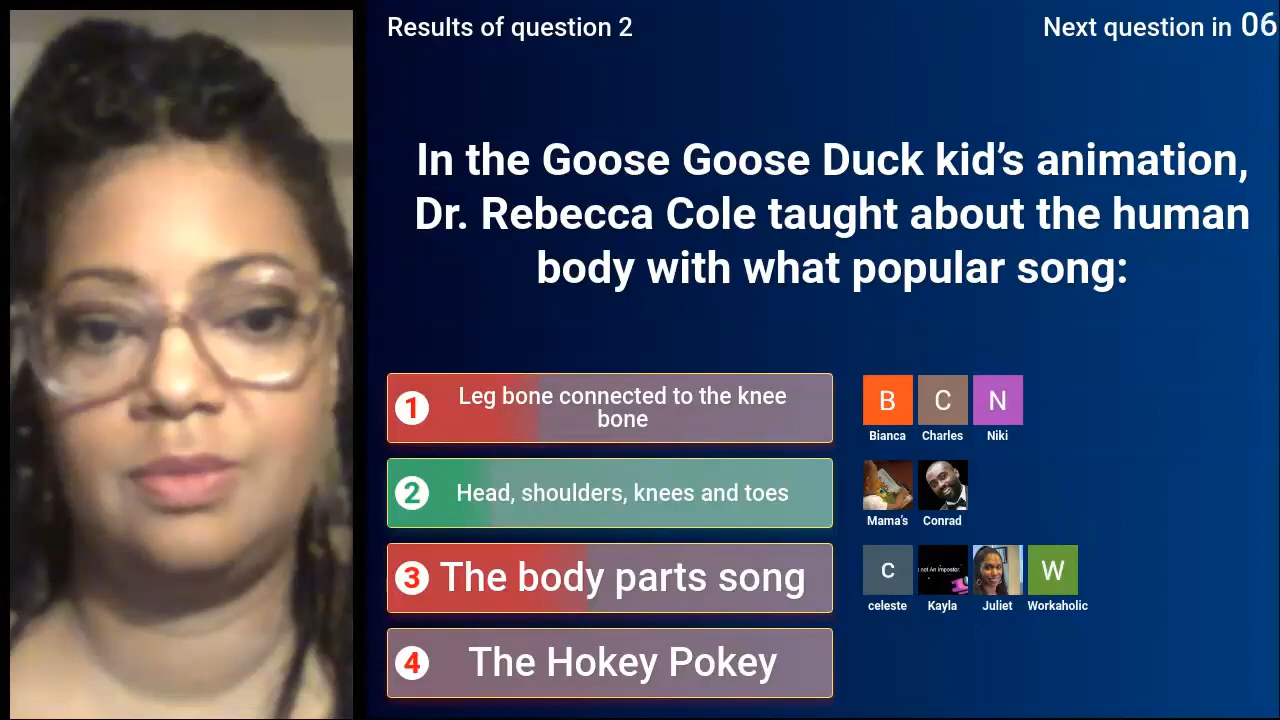 Results of question 2
Next question in 06
In the Goose Goose Duck kid’s animation,
Dr. Rebecca Cole taught about the human
body with what popular song:
1 Leg bone connected to the knee
bone
B C N
Bianca Charles Niki
2 Head, shoulders, knees and toes
Mama's Conrad
3 The body parts song
c not An Impostor. W
celeste Kayla Juliet Workaholic
4 The Hokey Pokey